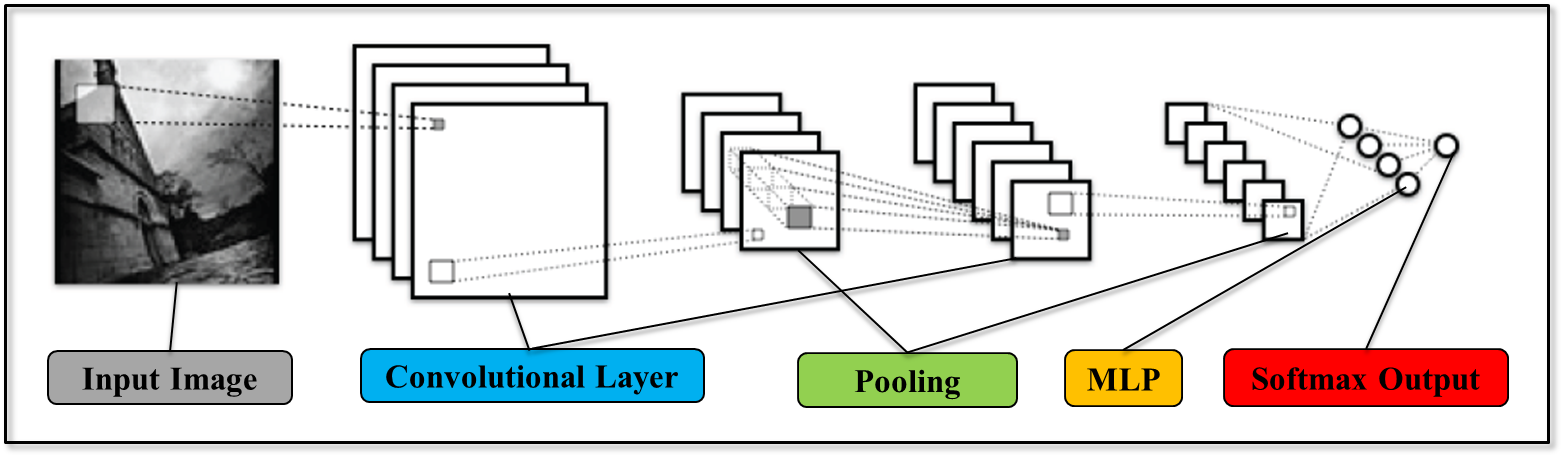 Input Image
Convolutional Layer
Pooling
MLP
Softmax Output